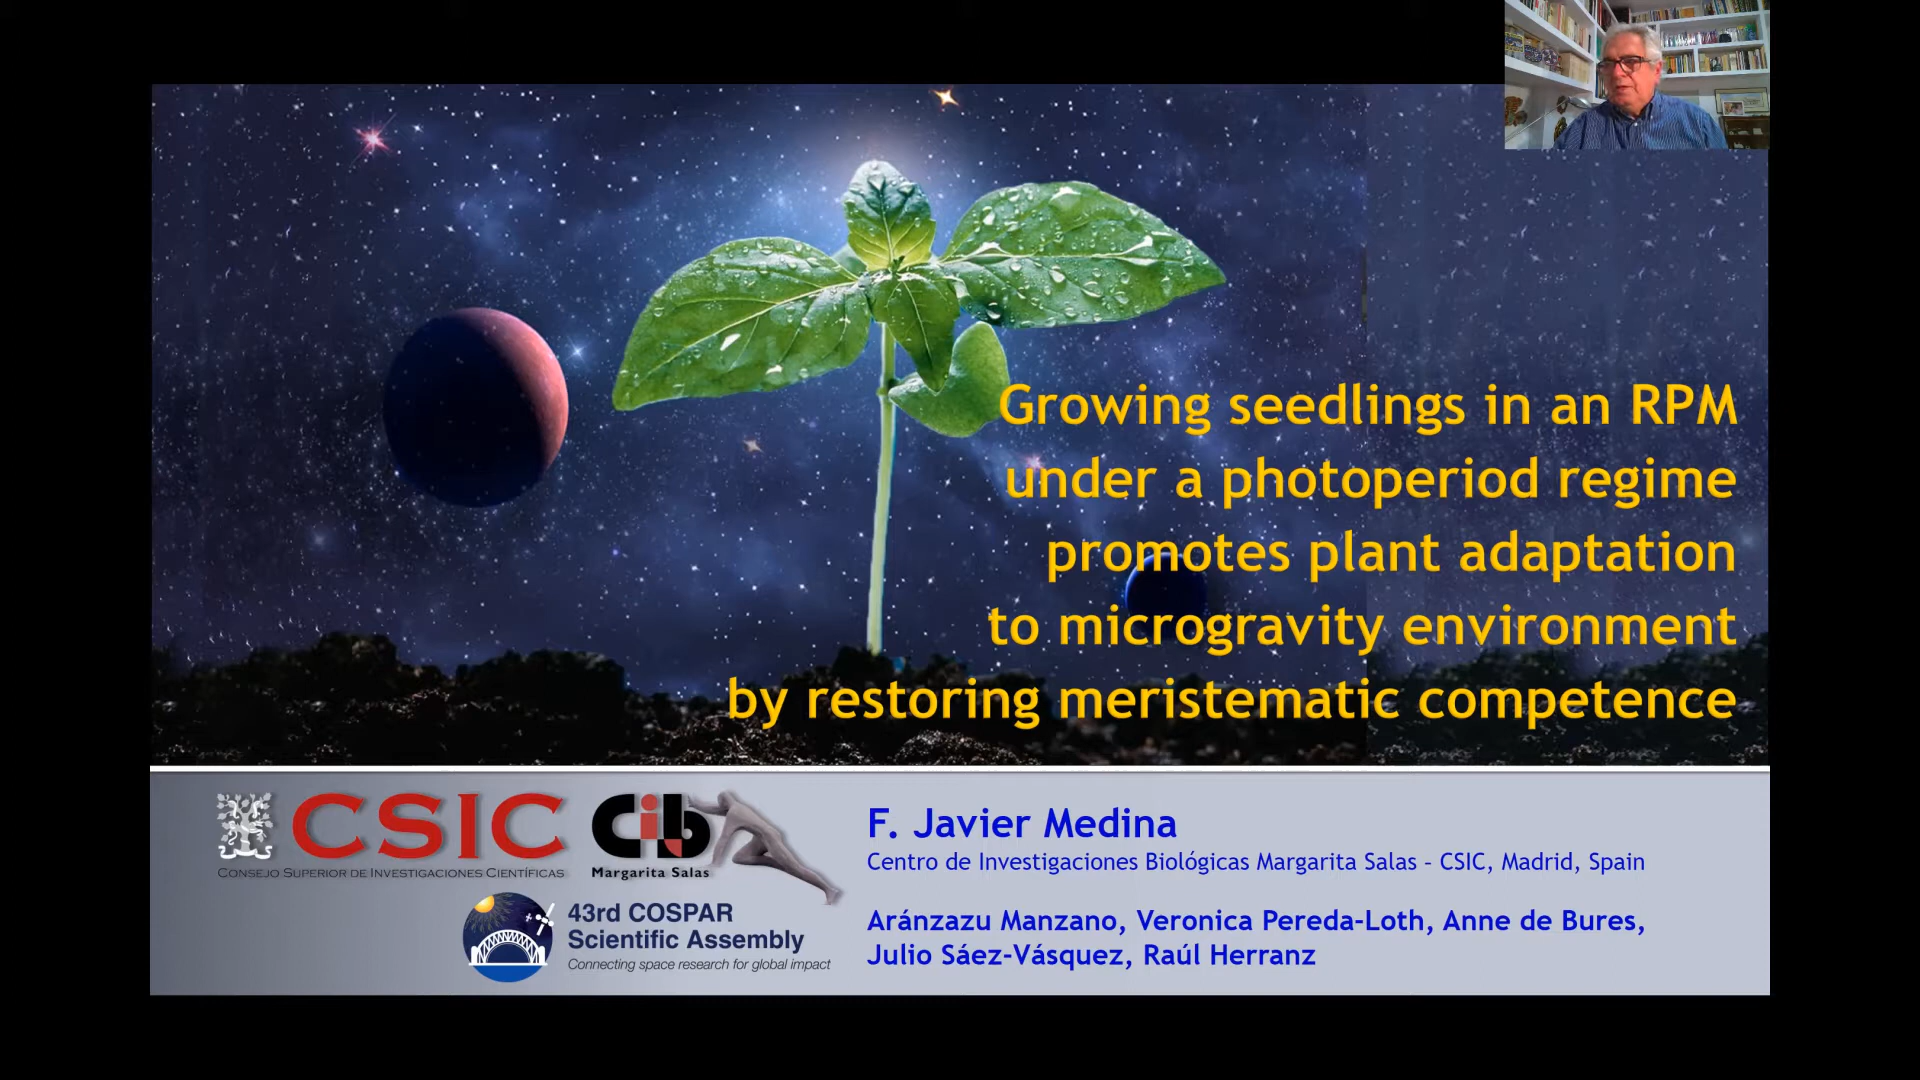 Growing seedlings in an RPM
under a photoperiod regime
promotes plant adaptation
to microgravity environment
by restoring meristematic competence
CSIC
CONSEJO SUPERIOR DE INVESTIGACIONES CIENTÍFICAS
Cib
Margarita Salas
43rd COSPAR
Scientific Assembly
Connecting space research for global impact
F. Javier Medina
Centro de Investigaciones Biológicas Margarita Salas - CSIC, Madrid, Spain
Aránzazu Manzano, Veronica Pereda-Loth, Anne de Bures,
Julio Sáez-Vásquez, Raúl Herranz